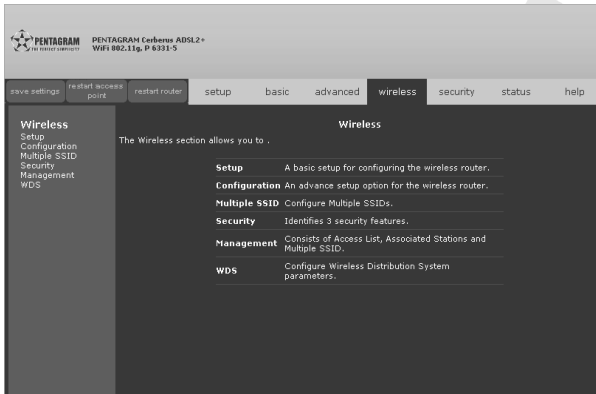 PENTAGRAM
THE PERFECT SIMPLICITY
PENTAGRAM Cerberus ADSL2+
WiFi 802.11g, P 6331-5
save settings
restart access
point
restart router
setup
basic
advanced
wireless
security
status
help
Wireless
Setup
Configuration
Multiple SSID
Security
Management
WDS
Wireless
The Wireless section allows you to .
Setup A basic setup for configuring the wireless router.
Configuration An advance setup option for the wireless router.
Multiple SSID Configure Multiple SSIDs.
Security Identifies 3 security features.
Management Consists of Access List, Associated Stations and
Multiple SSID.
WDS Configure Wireless Distribution System
parameters.